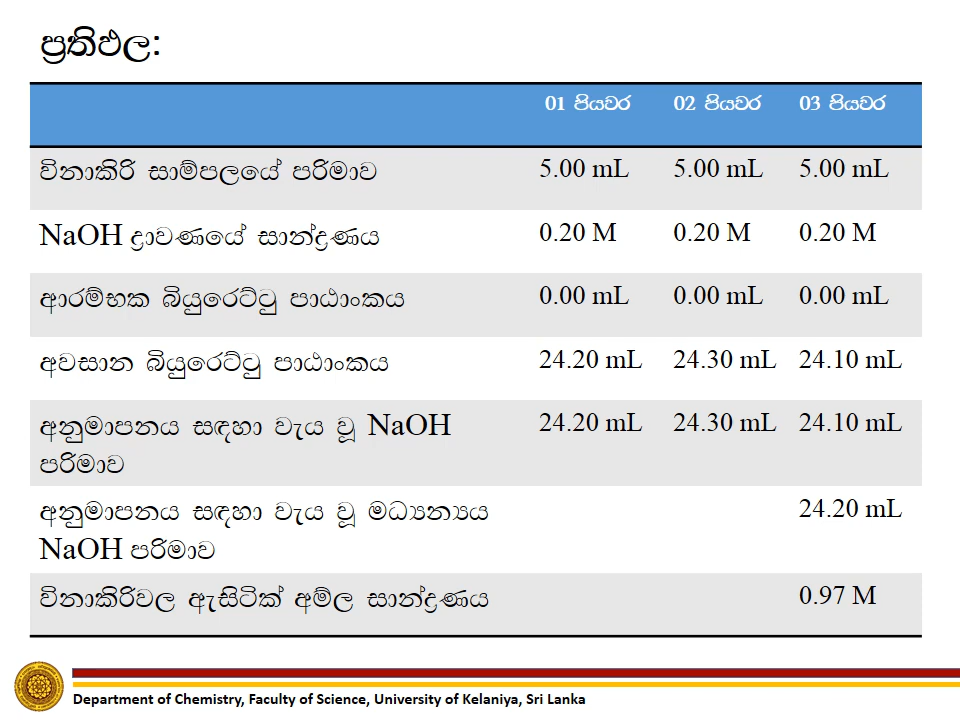 ප්‍රතිඵල:
01 පියවර 02 පියවර 03 පියවර
විනාකිරි සාම්පලයේ පරිමාව 5.00 mL 5.00 mL 5.00 mL
NaOH ද්‍රාවණයේ සාන්ද්‍රණය 0.20 M 0.20 M 0.20 M
ආරම්භක බියුරෙට්ටු පාඨාංකය 0.00 mL 0.00 mL 0.00 mL
අවසාන බියුරෙට්ටු පාඨාංකය 24.20 mL 24.30 mL 24.10 mL
අනුමාපනය සඳහා වැය වූ NaOH 24.20 mL 24.30 mL 24.10 mL
පරිමාව
අනුමාපනය සඳහා වැය වූ මධ්‍යන්‍යය 24.20 mL
NaOH පරිමාව
විනාකිරිවල ඇසිටික් අම්ල සාන්ද්‍රණය 0.97 M
Department of Chemistry, Faculty of Science, University of Kelaniya, Sri Lanka